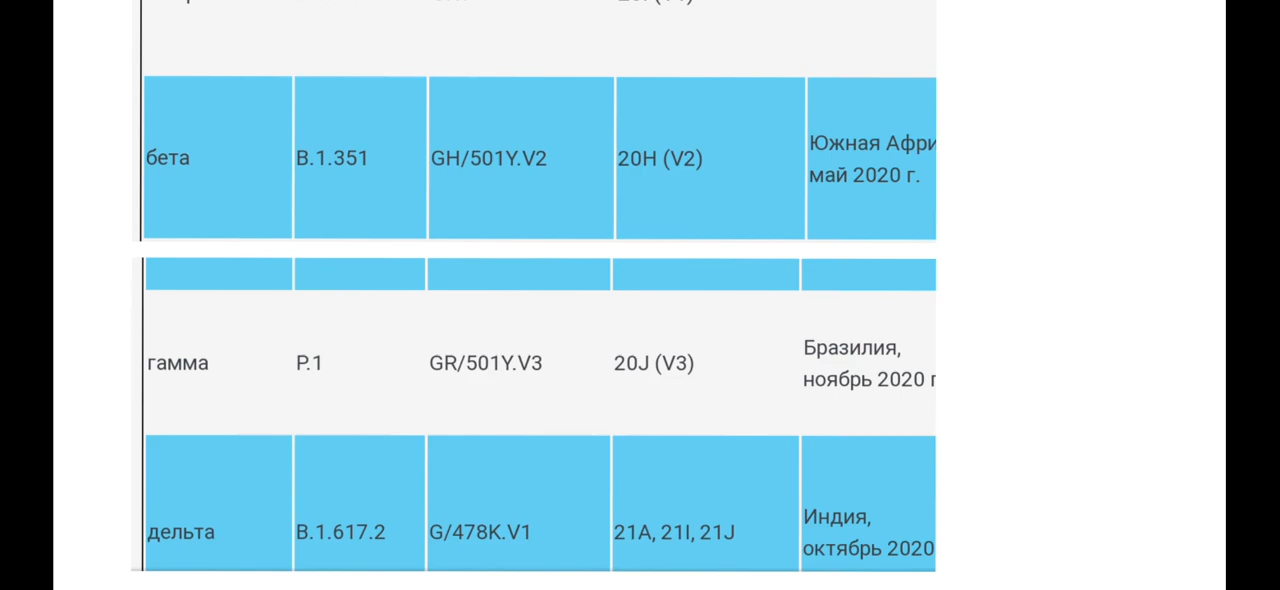 бета B.1.351 GH/501Y.V2 20H (V2) Южная Афри
май 2020 г.
гамма P.1 GR/501Y.V3 20J (V3) Бразилия,
ноябрь 2020 г
дельта B.1.617.2 G/478K.V1 21A, 21I, 21J Индия,
октябрь 2020